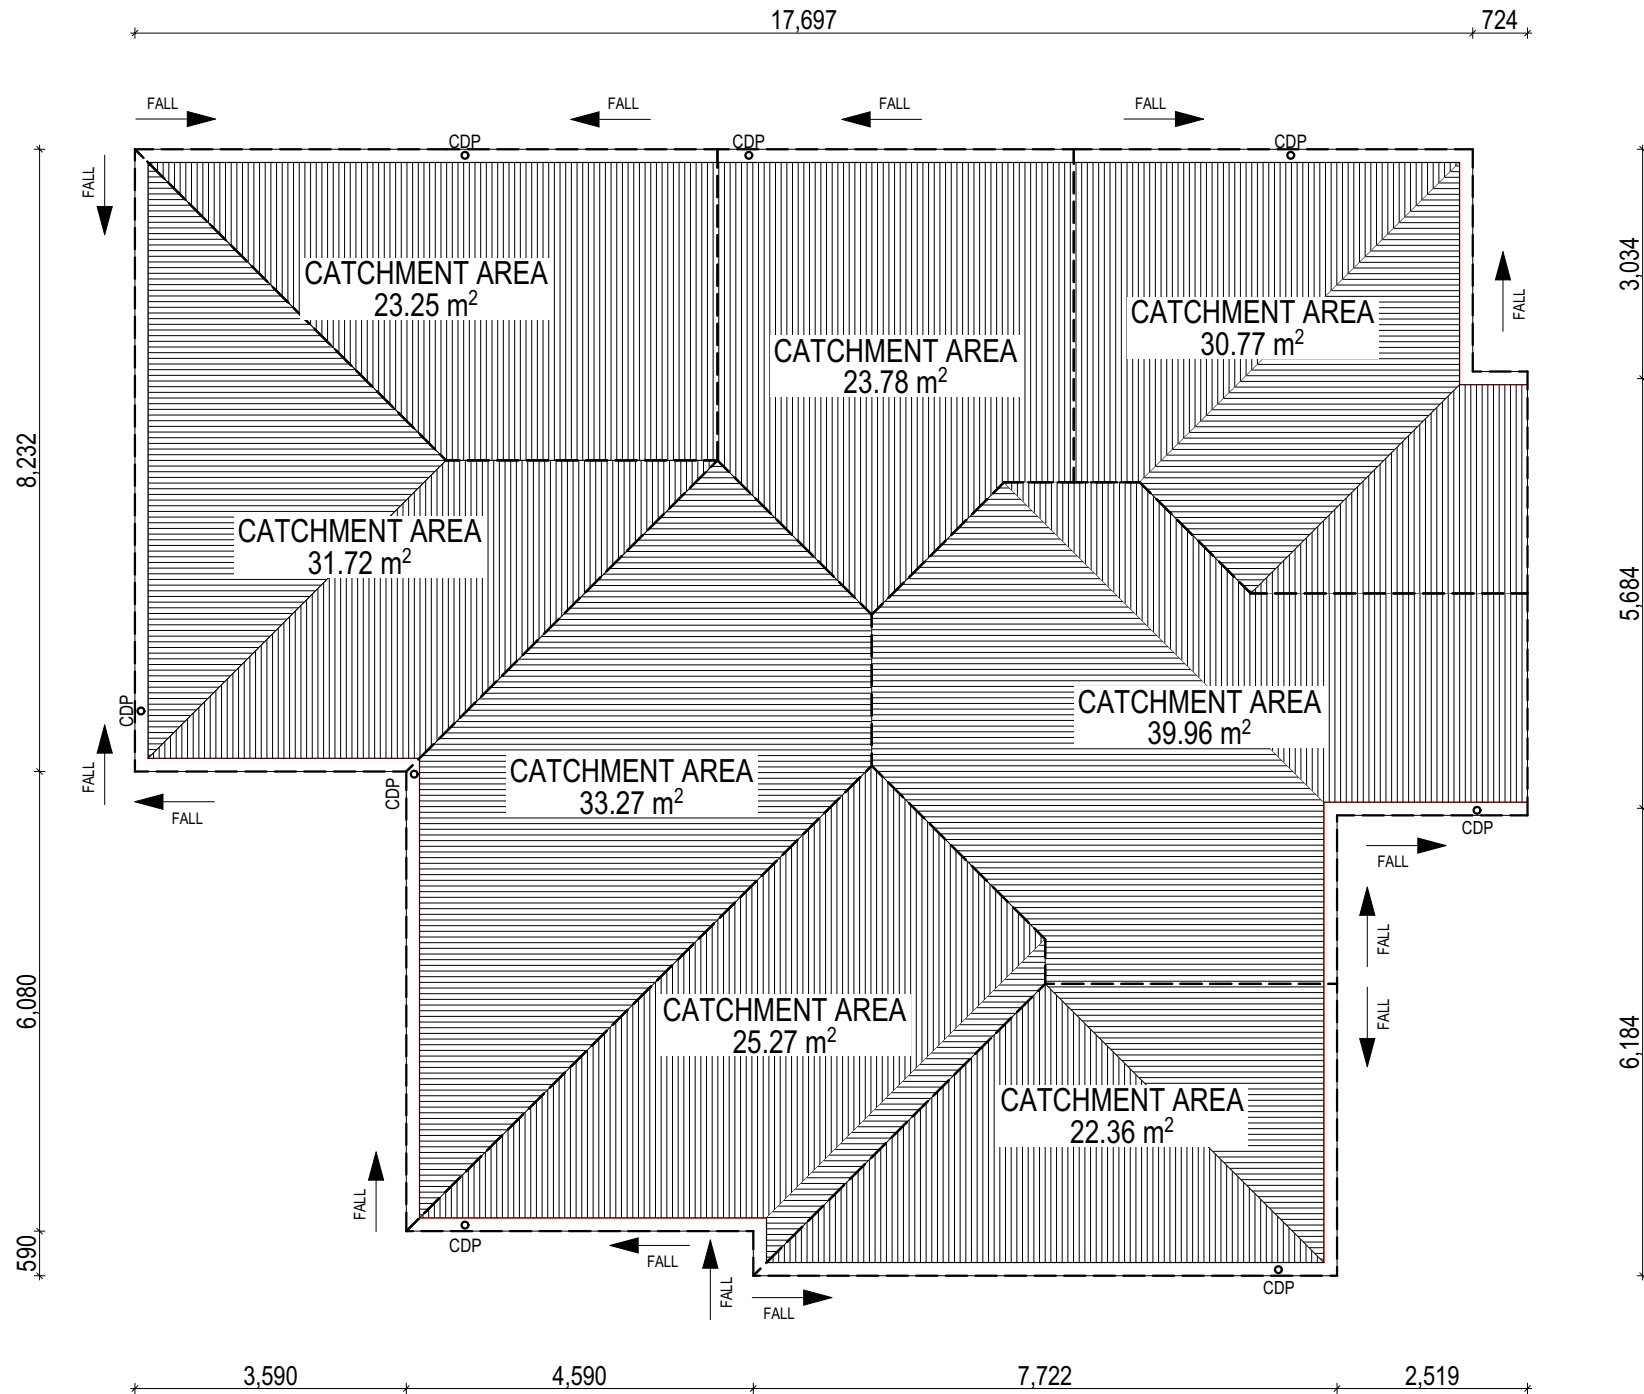 17,697
724
FALL
FALL
FALL
FALL
CDP
CDP
CDP
FALL
3,034
FALL
CATCHMENT AREA
23.25 m²
CATCHMENT AREA
30.77 m²
CATCHMENT AREA
23.78 m²
8,232
CATCHMENT AREA
31.72 m²
5,684
CDP
CATCHMENT AREA
39.96 m²
FALL
FALL
CDP
CATCHMENT AREA
33.27 m²
CDP
FALL
FALL
6,080
CATCHMENT AREA
25.27 m²
FALL
6,184
CATCHMENT AREA
22.36 m²
FALL
590
CDP
FALL
FALL
FALL
CDP
3,590
4,590
7,722
2,519